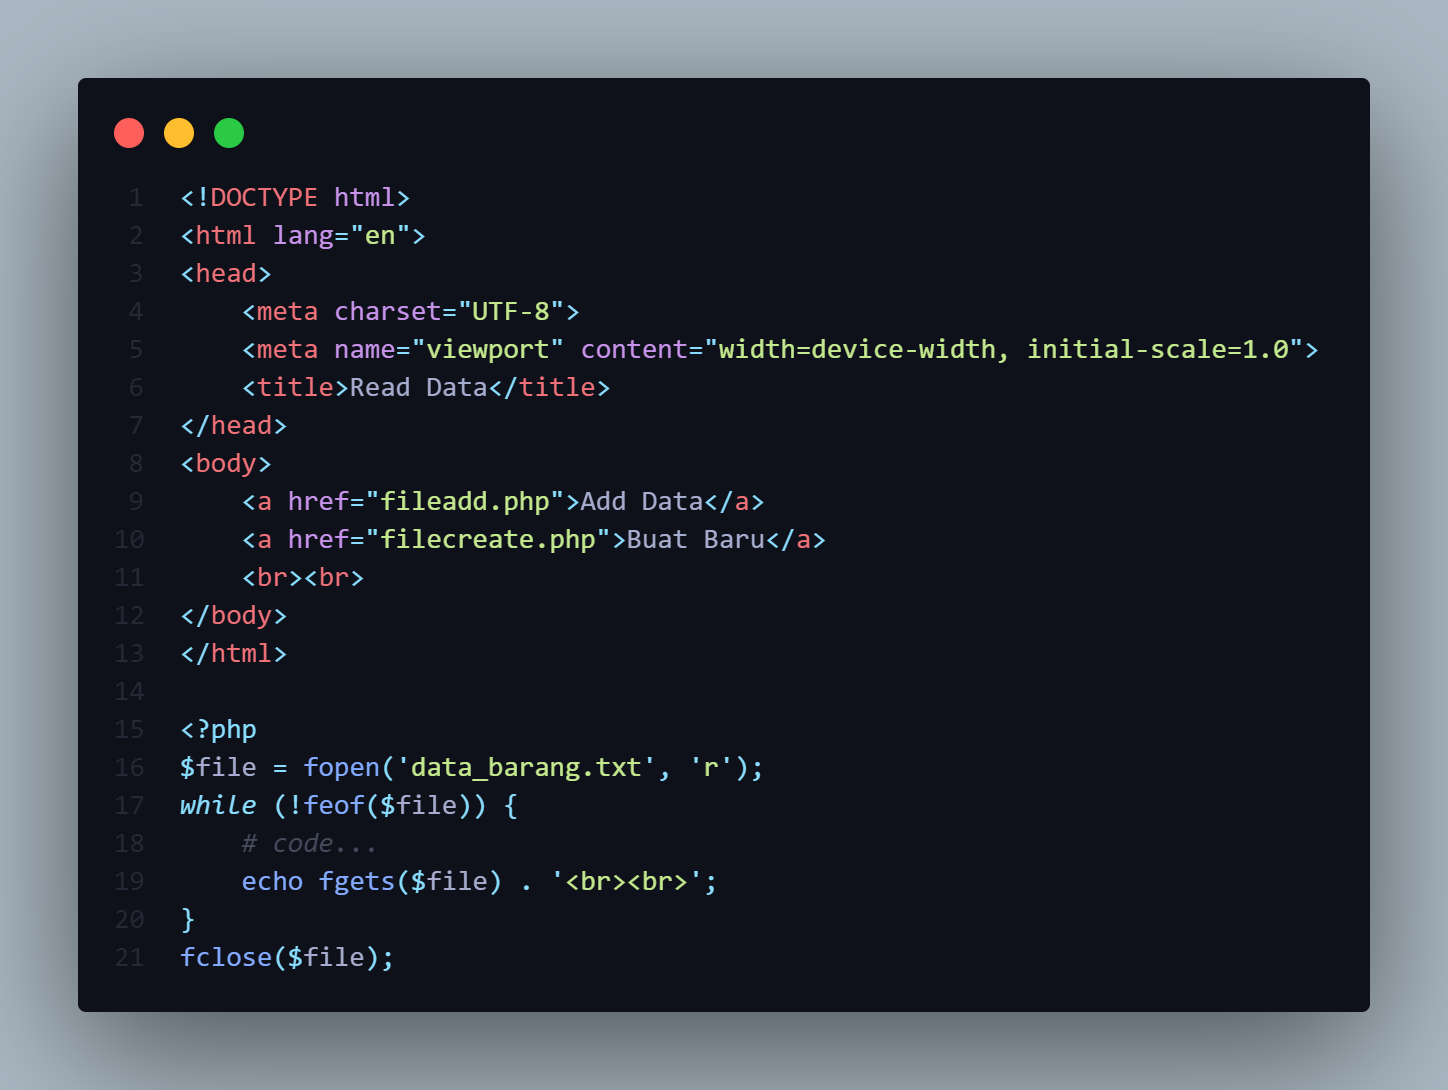 1 <!DOCTYPE html>
2 <html lang="en">
3 <head>
4     <meta charset="UTF-8">
5     <meta name="viewport" content="width=device-width, initial-scale=1.0">
6     <title>Read Data</title>
7 </head>
8 <body>
9     <a href="fileadd.php">Add Data</a>
10     <a href="filecreate.php">Buat Baru</a>
11     <br><br>
12 </body>
13 </html>
14
15 <?php
16 $file = fopen('data_barang.txt', 'r');
17 while (!feof($file)) {
18     # code...
19     echo fgets($file) . '<br><br>';
20 }
21 fclose($file);